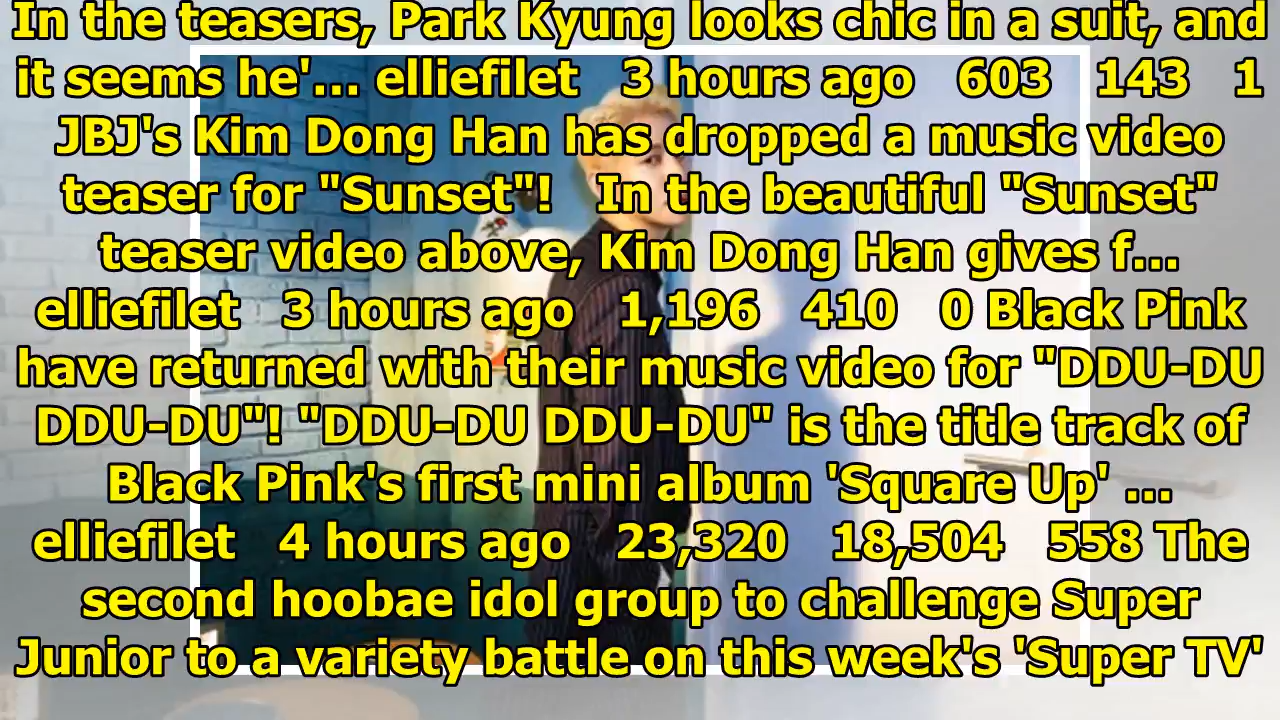 In the teasers, Park Kyung looks chic in a suit, and
it seems he'... elliefilet 3 hours ago 603 143 1
JBJ's Kim Dong Han has dropped a music video
teaser for "Sunset"! In the beautiful "Sunset"
teaser video above, Kim Dong Han gives f...
elliefilet 3 hours ago 1,196 410 0 Black Pink
have returned with their music video for "DDU-DU
DDU-DU"! "DDU-DU DDU-DU" is the title track of
Black Pink's first mini album 'Square Up' ...
elliefilet 4 hours ago 23,320 18,504 558 The
second hoobae idol group to challenge Super
Junior to a variety battle on this week's 'Super TV'